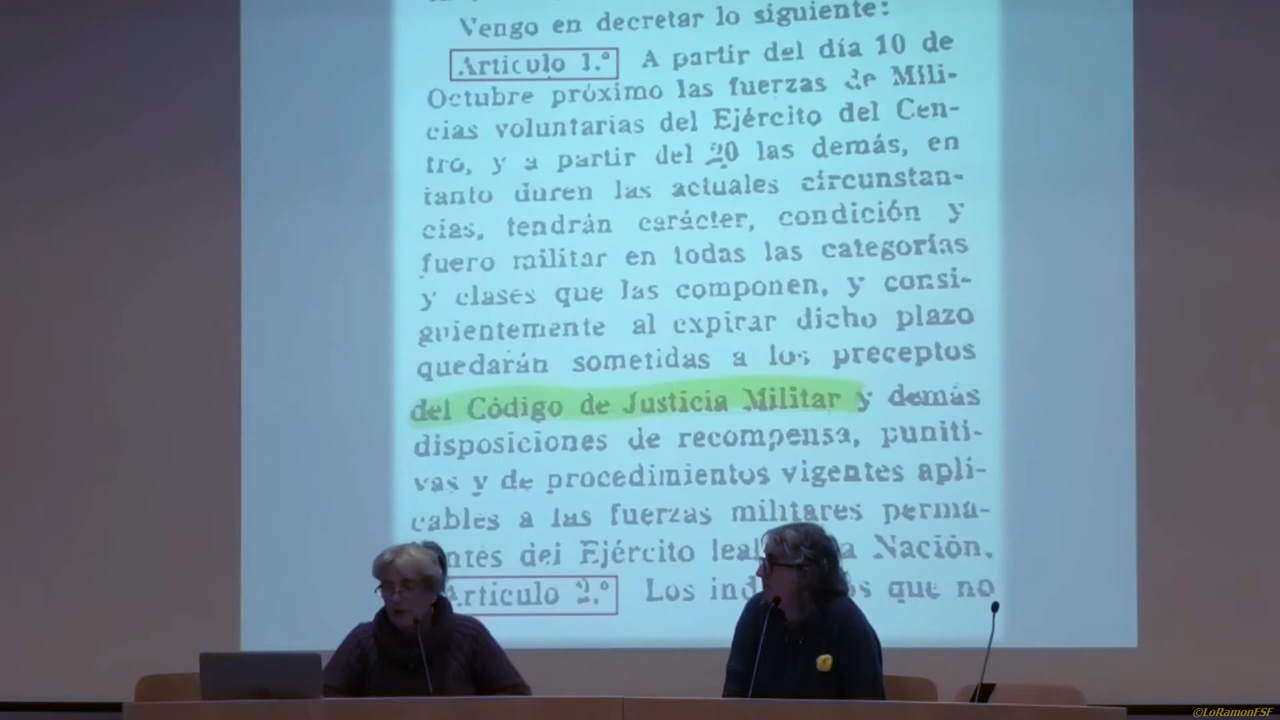 Vengo en decretar lo siguiente:
Artículo 1.º A partir del día 10 de
Octubre próximo las fuerzas de Mili-
cias voluntarias del Ejército del Cen-
tro, y a partir del 20 las demás, en
tanto duren las actuales circunstan-
cias, tendrán carácter, condición y
fuero militar en todas las categorías
y clases que las componen, y consi-
guientemente al expirar dicho plazo
quedarán sometidas a los preceptos
del Código de Justicia Militar y demás
disposiciones de recompensa, puniti-
vas y de procedimientos vigentes apli-
cables a las fuerzas militares perma-
ntes del Ejército leal a Nación.
Artículo 2.º Los ind s que no
©LoRamonFSF